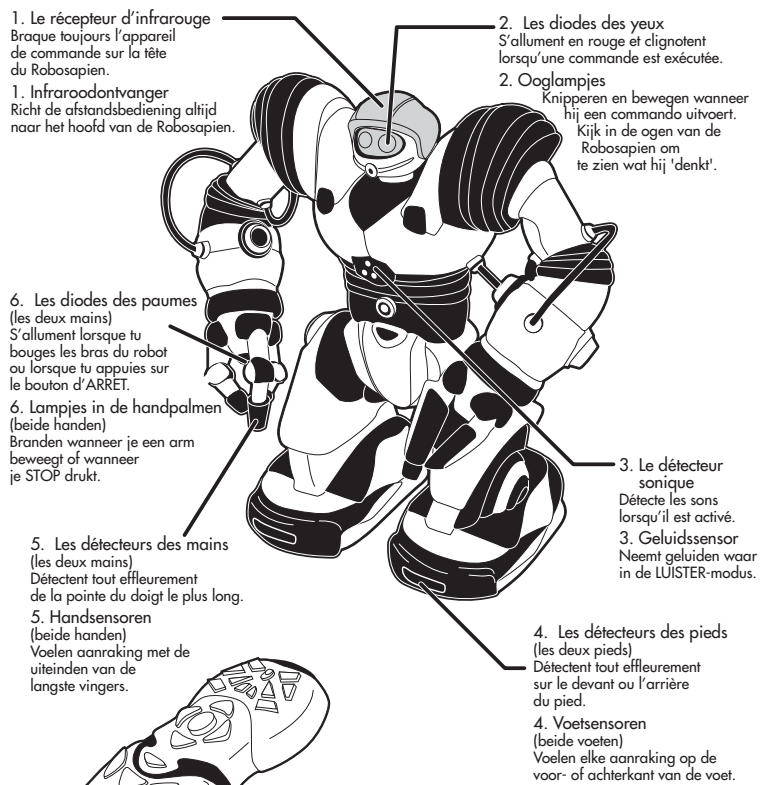 1. Le récepteur d’infrarouge
Braque toujours l’appareil
de commande sur la tête
du Robosapien.
1. Infraroodontvanger
Richt de afstandsbediening altijd
naar het hoofd van de Robosapien.
2. Les diodes des yeux
S’allument en rouge et clignotent
lorsqu’une commande est exécutée.
2. Ooglampjes
Knipperen en bewegen wanneer
hij een commando uitvoert.
Kijk in de ogen van de
Robosapien om
te zien wat hij 'denkt'.
6. Les diodes des paumes
(les deux mains)
S’allument lorsque tu
bouges les bras du robot
ou lorsque tu appuies sur
le bouton d’ARRET.
6. Lampjes in de handpalmen
(beide handen)
Branden wanneer je een arm
beweegt of wanneer
je STOP drukt.
3. Le détecteur
sonique
Détecte les sons
lorsqu’il est activé.
3. Geluidssensor
Neemt geluiden waar
in de LUISTER-modus.
5. Les détecteurs des mains
(les deux mains)
Détectent tout effleurement
de la pointe du doigt le plus long.
5. Handsensoren
(beide handen)
Voelen aanraking met de
uiteinden van de
langste vingers.
4. Les détecteurs des pieds
(les deux pieds)
Détectent tout effleurement
sur le devant ou l’arrière
du pied.
4. Voetsensoren
(beide voeten)
Voelen elke aanraking op de
voor- of achterkant van de voet.